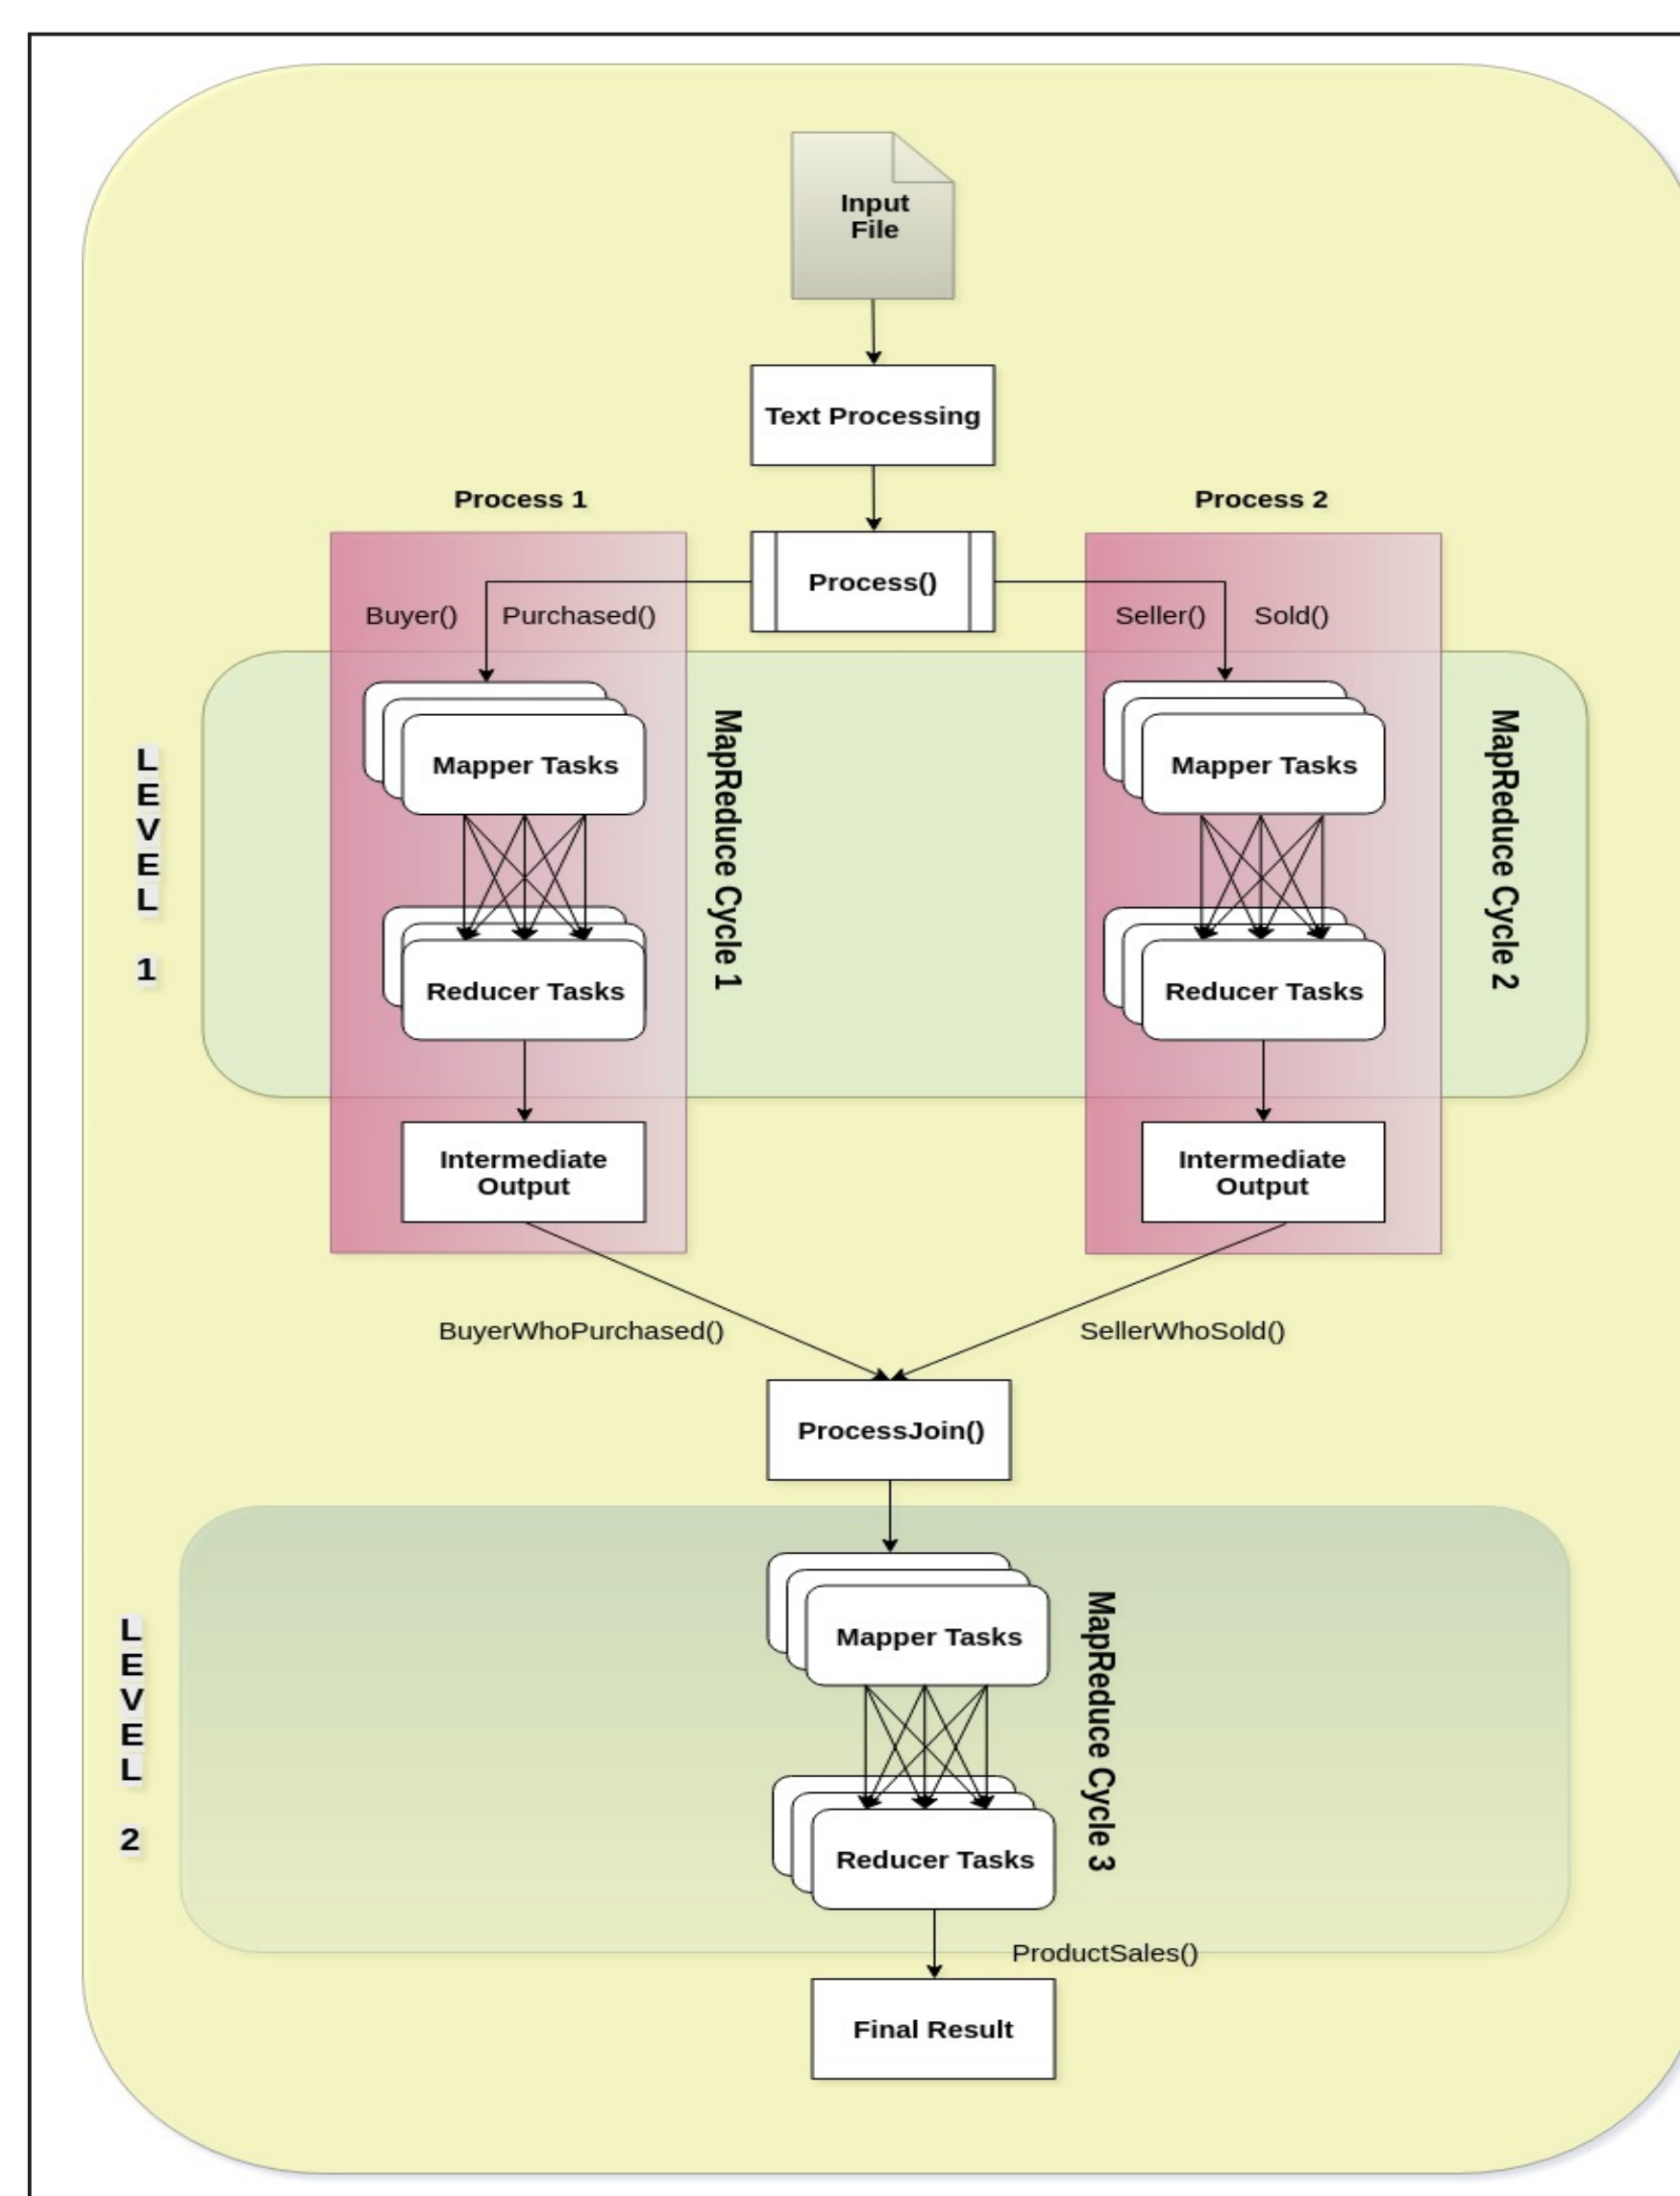 Input
File
Text Processing
Process 1
Process 2
Process()
Buyer()
Purchased()
Seller()
Sold()
LEVEL 1
Mapper Tasks
MapReduce Cycle 1
Mapper Tasks
MapReduce Cycle 2
Reducer Tasks
Reducer Tasks
Intermediate
Output
Intermediate
Output
BuyerWhoPurchased()
SellerWhoSold()
ProcessJoin()
LEVEL 2
Mapper Tasks
MapReduce Cycle 3
Reducer Tasks
ProductSales()
Final Result